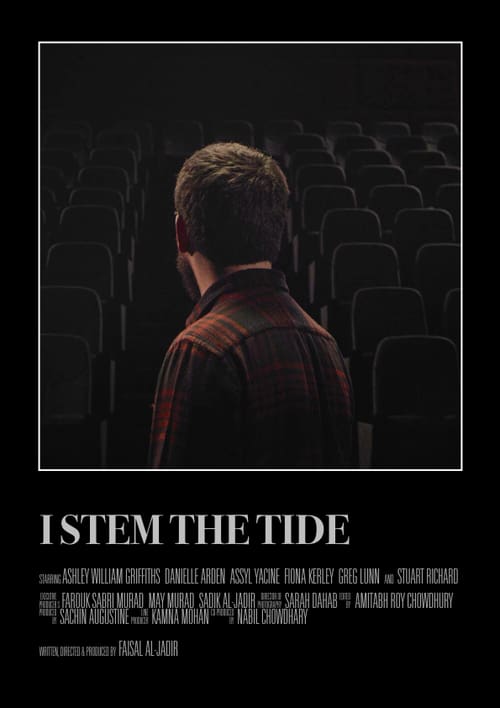 I STEM THE TIDE
STARRING ASHLEY WILLIAM GRIFFITHS DANIELLE ARDEN ASSYL YACINE FIONA KERLEY GREG LUNN AND STUART RICHARD
EXECUTIVE PRODUCERS FAROUK SABRI MURAD MAY MURAD SADIK AL-JADIR DIRECTOR OF PHOTOGRAPHY SARAH DAHAB EDITED BY AMITABH ROY CHOWDHURY
PRODUCED BY SACHIN AUGUSTINE LINE PRODUCER KAMNA MOHAN CO-PRODUCED BY NABIL CHOWDHARY
WRITTEN, DIRECTED & PRODUCED BY FAISAL AL-JADIR